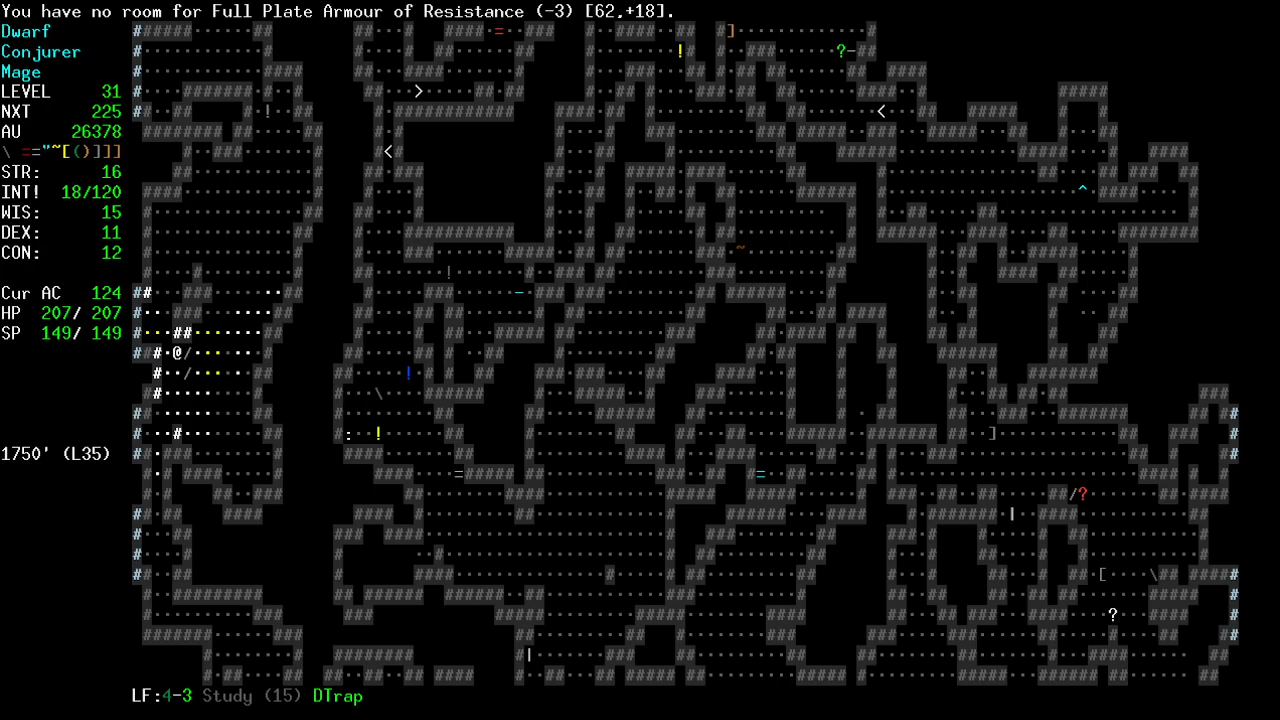 You have no room for Full Plate Armour of Resistance (-3) [62,+18].
Dwarf
Conjurer
Mage
LEVEL 31
NXT 225
AU 26378
\ =="~[()]]]
STR: 16
INT! 18/120
WIS: 15
DEX: 11
CON: 12
Cur AC 124
HP 207/ 207
SP 149/ 149
1750' (L35)
LF:4-3 Study (15) DTrap